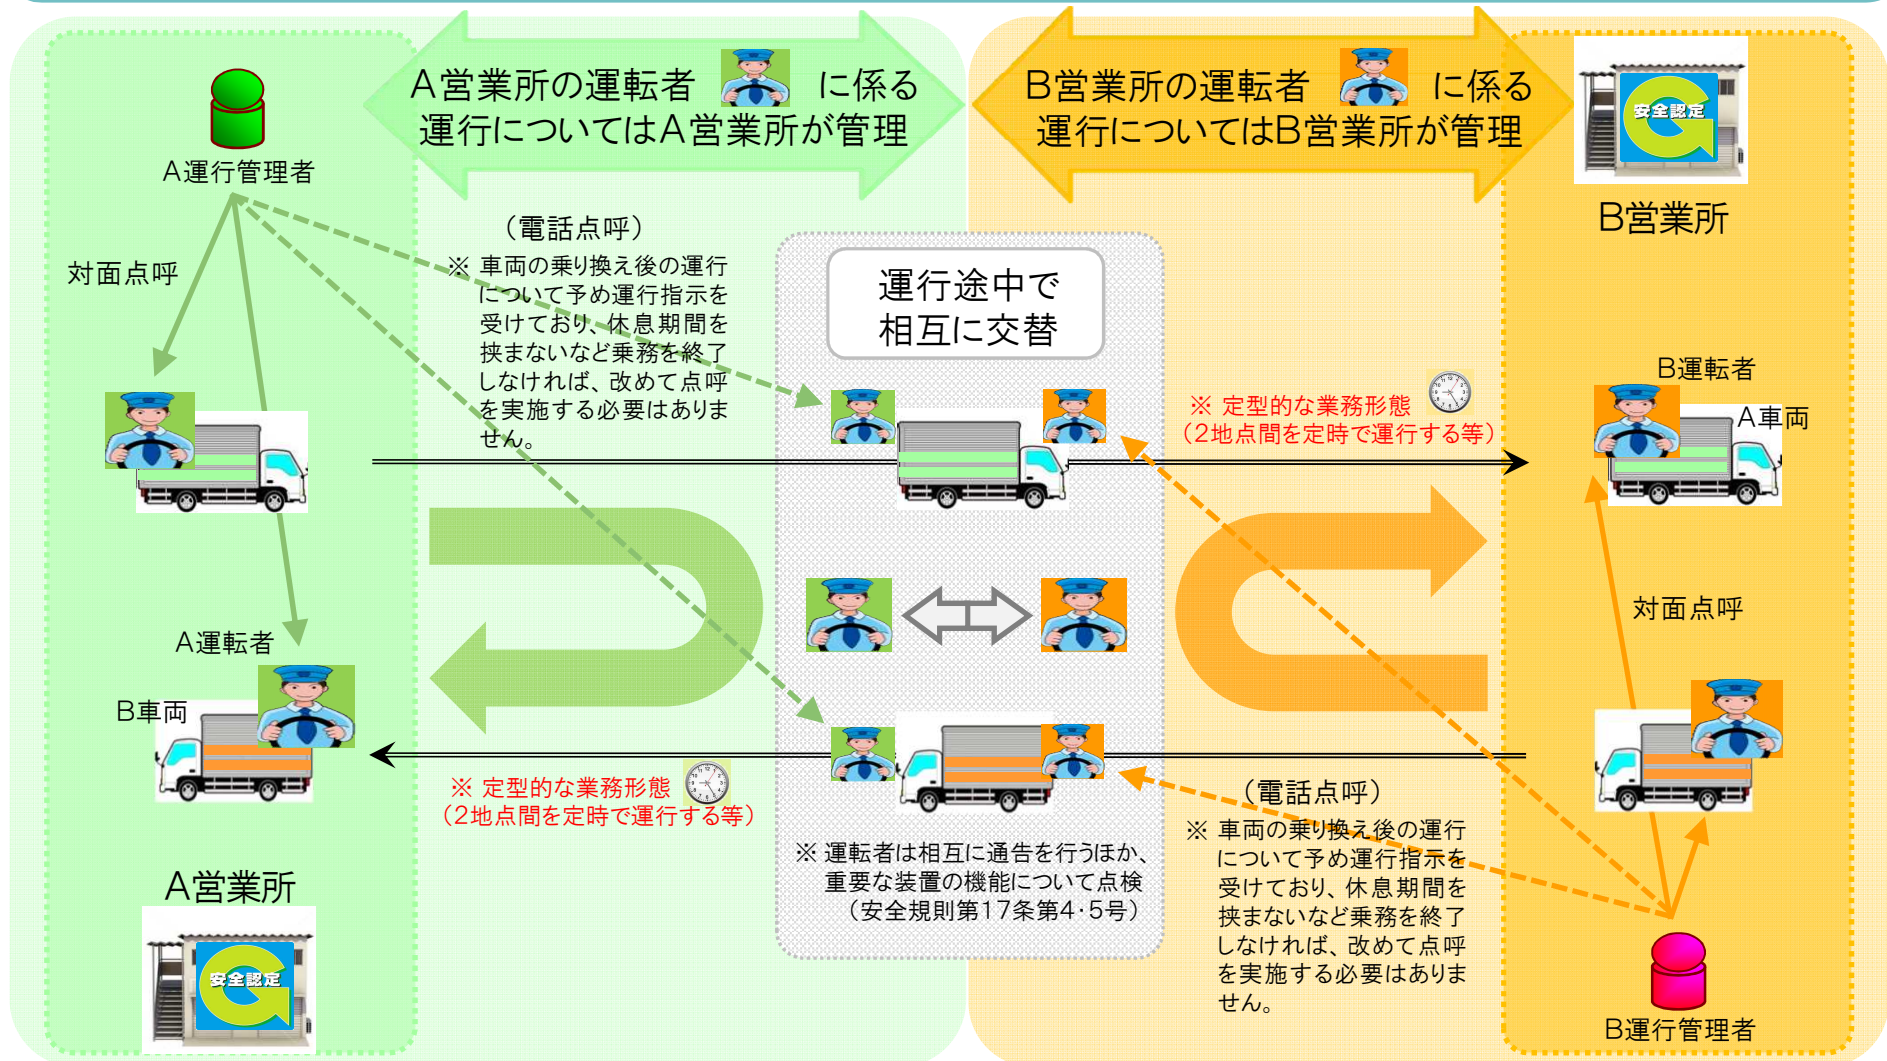 A営業所の運転者 に係る
運行についてはA営業所が管理
B営業所の運転者 に係る
運行についてはB営業所が管理
安全認定
B営業所
A運行管理者
対面点呼
（電話点呼）
※ 車両の乗り換え後の運行
について予め運行指示を
受けており、休息期間を
挟まないなど乗務を終了
しなければ、改めて点呼
を実施する必要はありま
せん。
運行途中で
相互に交替
※ 定型的な業務形態
（2地点間を定時で運行する等）
B運転者
A車両
対面点呼
A運転者
B車両
※ 定型的な業務形態
（2地点間を定時で運行する等）
※ 運転者は相互に通告を行うほか、
重要な装置の機能について点検
（安全規則第17条第4・5号）
（電話点呼）
※ 車両の乗り換え後の運行
について予め運行指示を
受けており、休息期間を
挟まないなど乗務を終了
しなければ、改めて点呼
を実施する必要はありま
せん。
A営業所
安全認定
B運行管理者